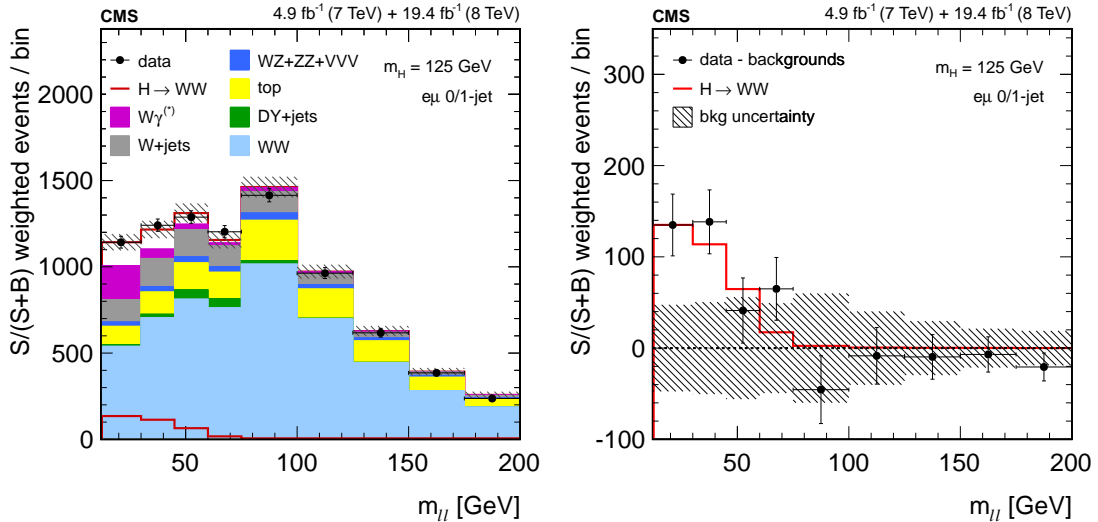 CMS
4.9 fb⁻¹ (7 TeV) + 19.4 fb⁻¹ (8 TeV)
S/(S+B) weighted events / bin
2000
1500
1000
500
0
data
H → WW
Wγ(*)
W+jets
WZ+ZZ+VVV
top
DY+jets
WW
m_H = 125 GeV
eμ 0/1-jet
50
100
150
200
m_ll [GeV]
CMS
4.9 fb⁻¹ (7 TeV) + 19.4 fb⁻¹ (8 TeV)
S/(S+B) weighted events / bin
300
200
100
0
-100
data - backgrounds
H → WW
bkg uncertainty
m_H = 125 GeV
eμ 0/1-jet
50
100
150
200
m_ll [GeV]